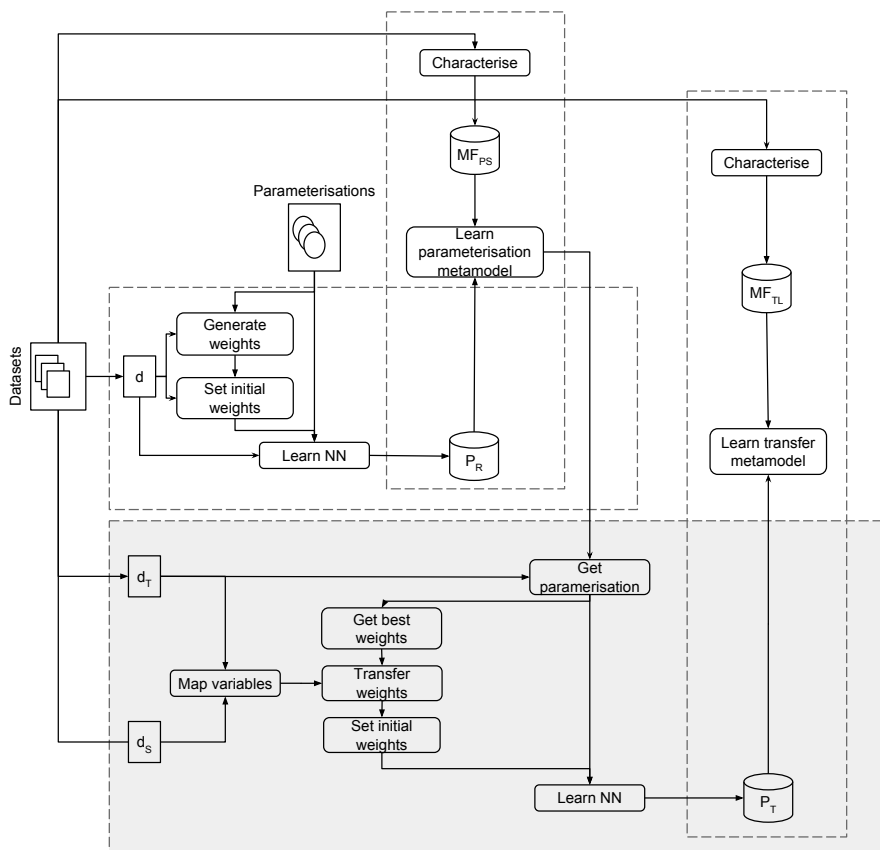 Characterise
MF_PS
Characterise
Parameterisations
Learn
parameterisation
metamodel
MF_TL
Generate
weights
Datasets
d
Set initial
weights
Learn NN
P_R
Learn transfer
metamodel
d_T
Get
paramerisation
Get best
weights
Map variables
Transfer
weights
d_S
Set initial
weights
Learn NN
P_T